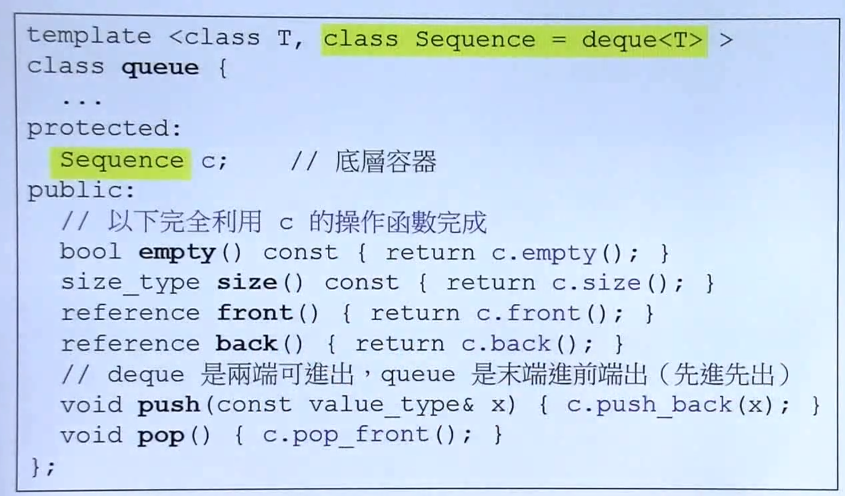 template <class T, class Sequence = deque<T> >
class queue {
...
protected:
Sequence c; // 底層容器
public:
// 以下完全利用 c 的操作函數完成
bool empty() const { return c.empty(); }
size_type size() const { return c.size(); }
reference front() { return c.front(); }
reference back() { return c.back(); }
// deque 是兩端可進出，queue 是末端進前端出（先進先出）
void push(const value_type& x) { c.push_back(x); }
void pop() { c.pop_front(); }
};